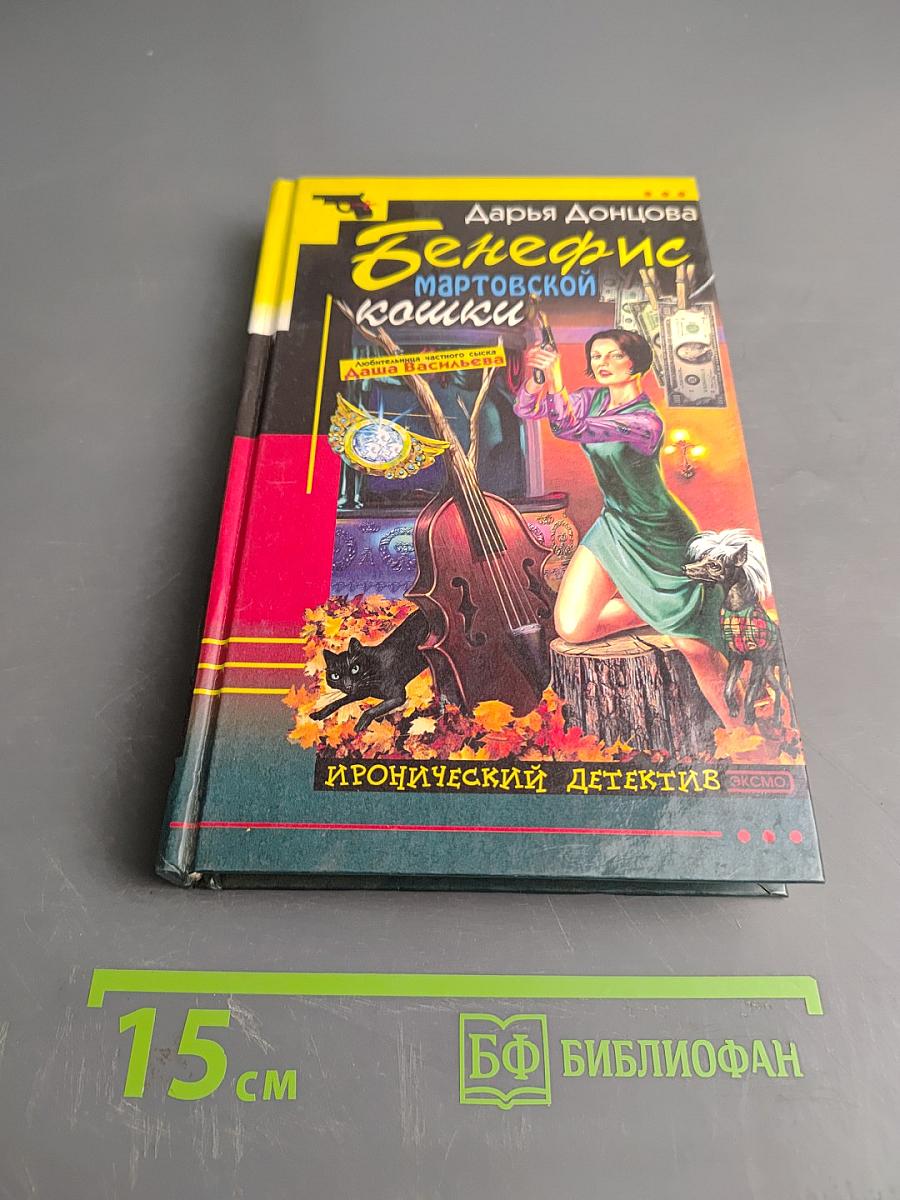 Дарья Донцова
Бенефис
мартовской
кошки
Любительница частного сыска
Даша Васильева
Иронический детектив
ЭКСМО
15 см
БФ БИБЛИОФАН